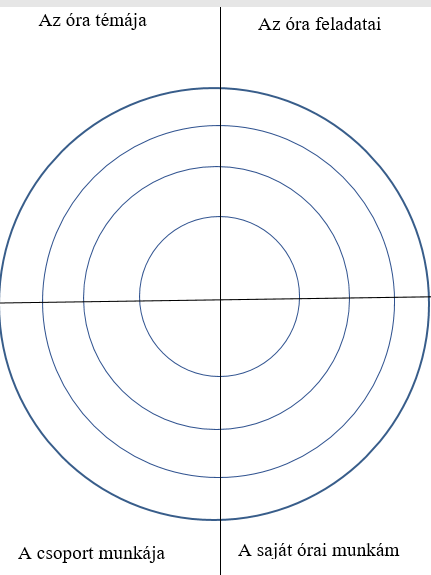 Az óra témája
Az óra feladatai
A csoport munkája
A saját órai munkám